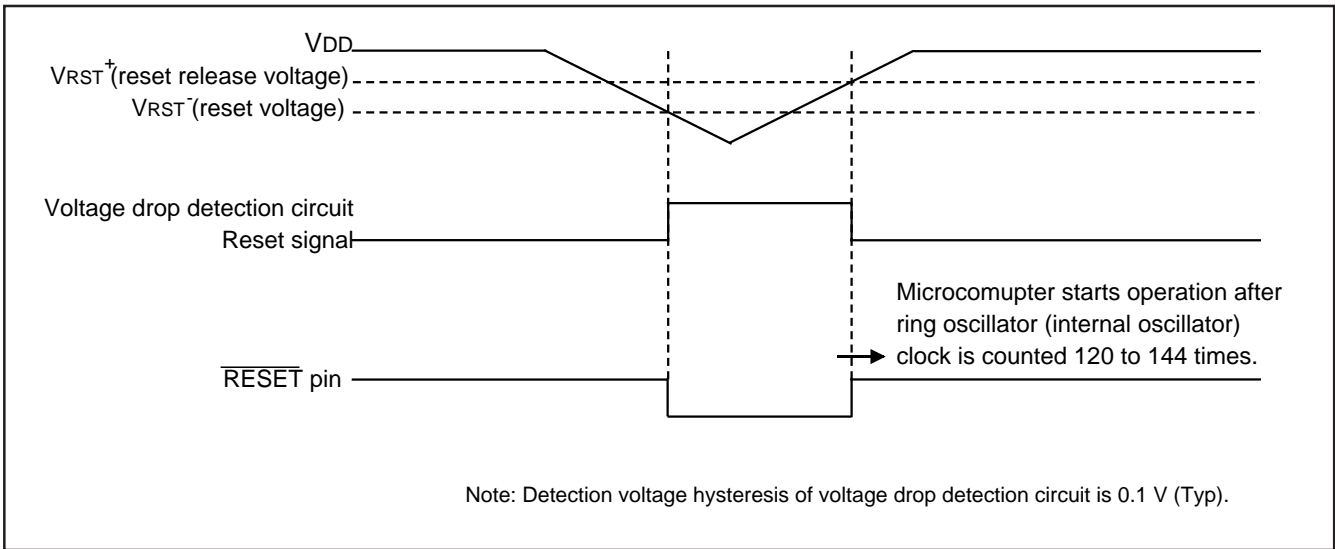 VDD
VRST+(reset release voltage)
VRST-(reset voltage)
Voltage drop detection circuit
Reset signal
Microcomupter starts operation after
ring oscillator (internal oscillator)
clock is counted 120 to 144 times.
RESET pin
Note: Detection voltage hysteresis of voltage drop detection circuit is 0.1 V (Typ).